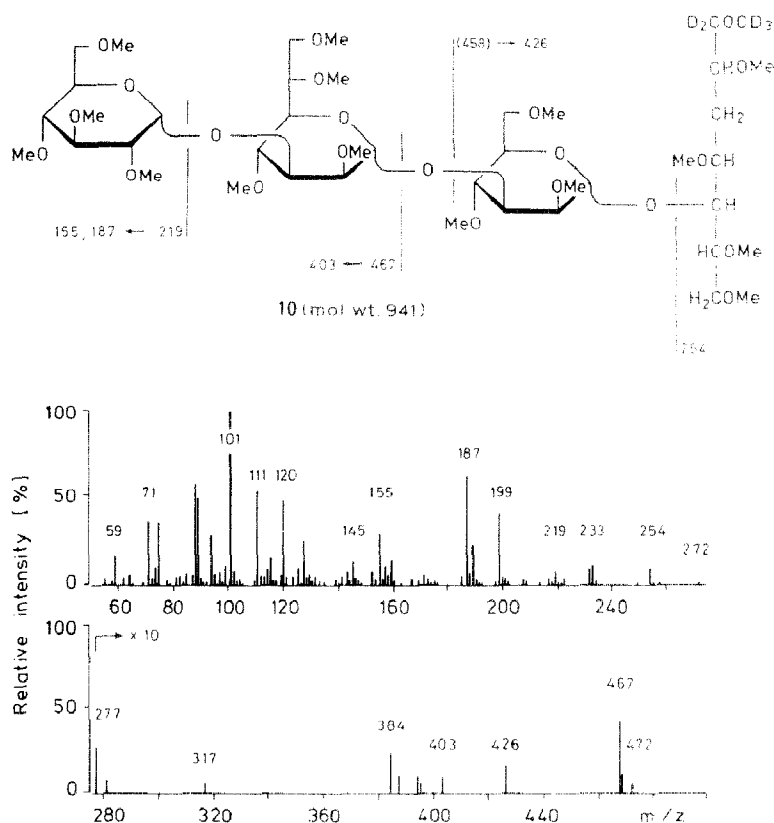 OMe OMe (458) → 426 D₂COCD₃
OMe CHOMe
O OMe O OMe CH₂
OMe O OMe O O MeOCH
MeO OMe MeO O OMe O CH
MeO
155, 187 ← 219 HCOMe
403 ← 467
10 (mol wt. 941) H₂COMe
254
Relative intensity [%]
100
50
0
59 71 101 111 120 145 155 187 199 219 233 254 272
60 80 100 120 140 160 180 200 220 240
100
50
0
x 10
277 317 384 403 426 467 472
280 320 360 400 440 m/z